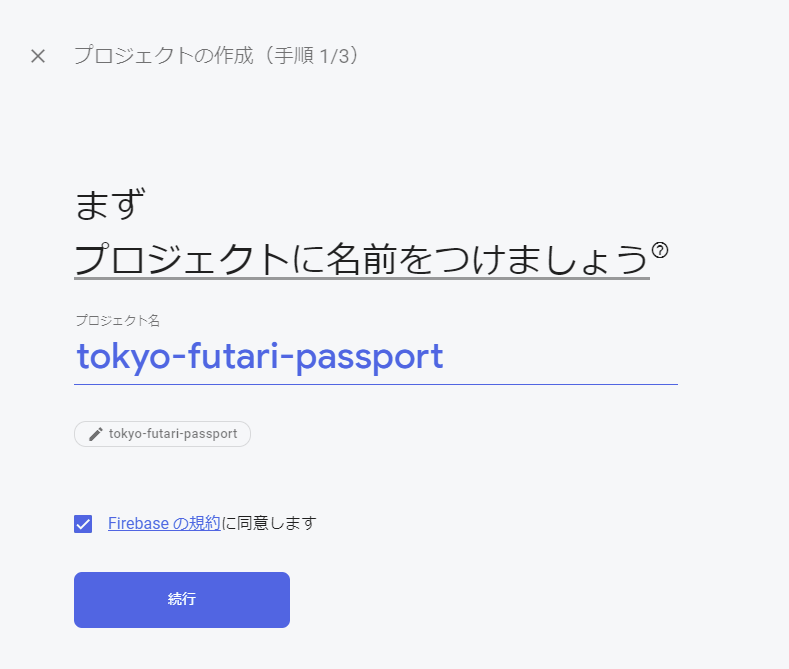 プロジェクトの作成（手順 1/3）
まず
プロジェクトに名前をつけましょう
プロジェクト名
tokyo-futari-passport
tokyo-futari-passport
Firebase の規約に同意します
続行